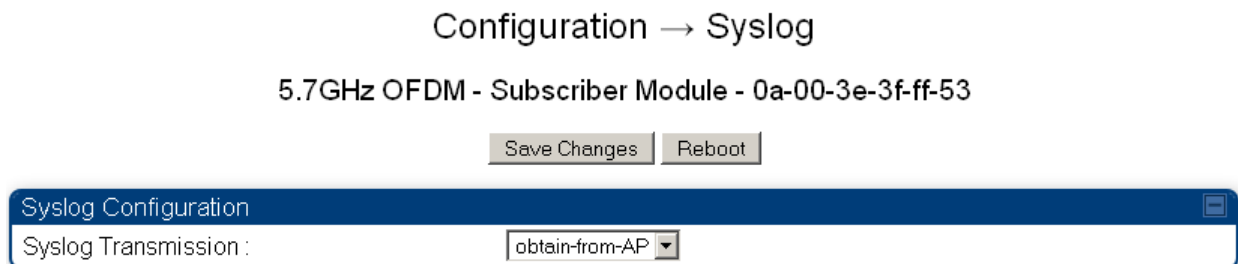 Configuration → Syslog
5.7GHz OFDM - Subscriber Module - 0a-00-3e-3f-ff-53
Save Changes Reboot
Syslog Configuration
Syslog Transmission : obtain-from-AP